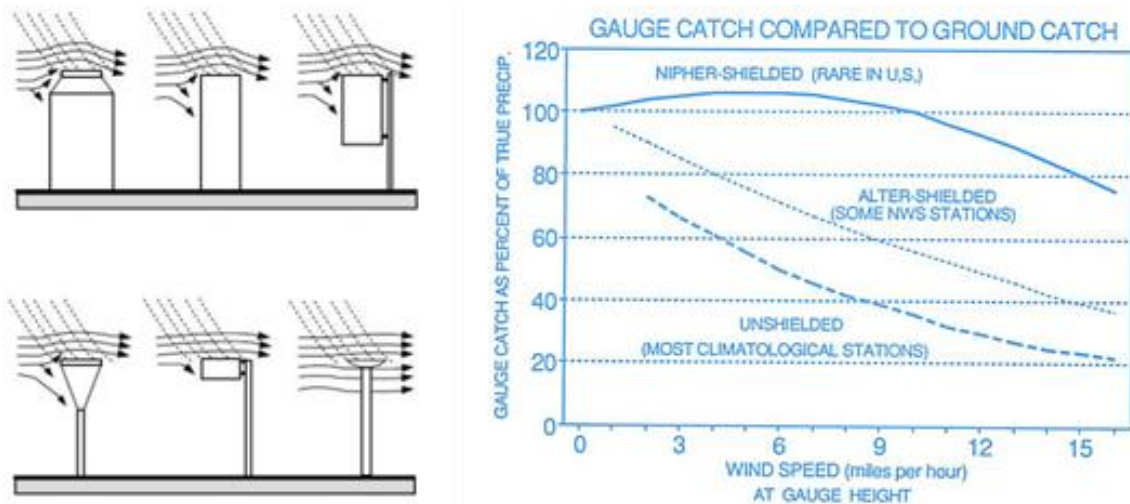 GAUGE CATCH COMPARED TO GROUND CATCH
GAUGE CATCH AS PERCENT OF TRUE PRECIP.
120
100
80
60
40
20
0
NIPHER-SHIELDED (RARE IN U.S.)
ALTER-SHIELDED
(SOME NWS STATIONS)
UNSHIELDED
(MOST CLIMATOLOGICAL STATIONS)
0 3 6 9 12 15
WIND SPEED (miles per hour)
AT GAUGE HEIGHT